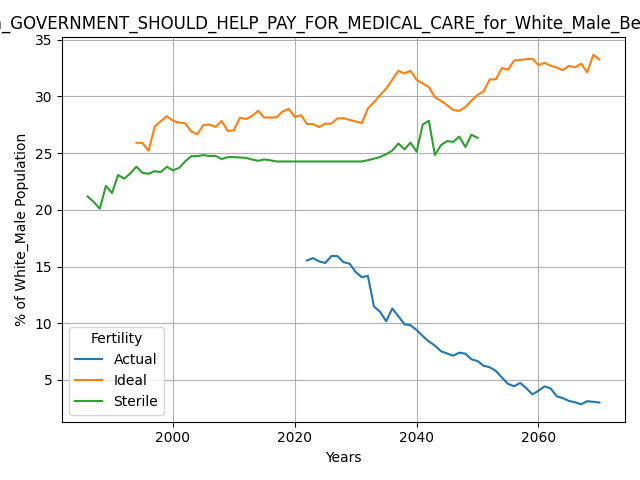 GOVERNMENT_SHOULD_HELP_PAY_FOR_MEDICAL_CARE_for_White_Male_Be
35
30
25
20
15
10
5
% of White_Male Population
Fertility
Actual
Ideal
Sterile
2000 2020 2040 2060
Years